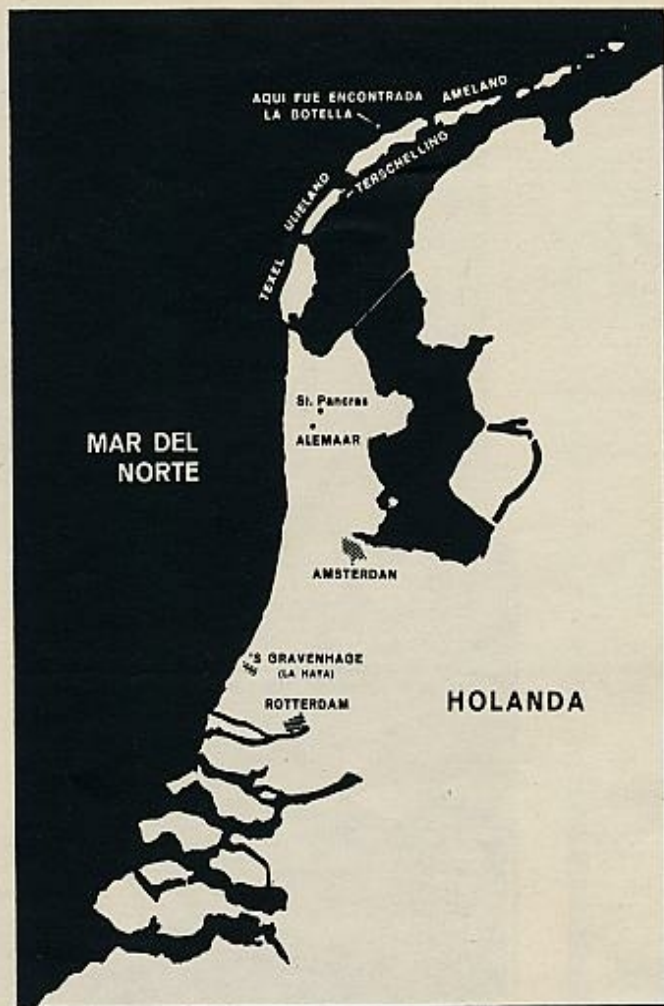 AQUI FUE ENCONTRADA
LA BOTELLA
AMELAND
TERSCHELLING
ULIELAND
TEXEL
St. Pancras
ALEMAAR
MAR DEL
NORTE
AMSTERDAN
'S GRAVENHAGE
(LA HAYA)
ROTTERDAM
HOLANDA